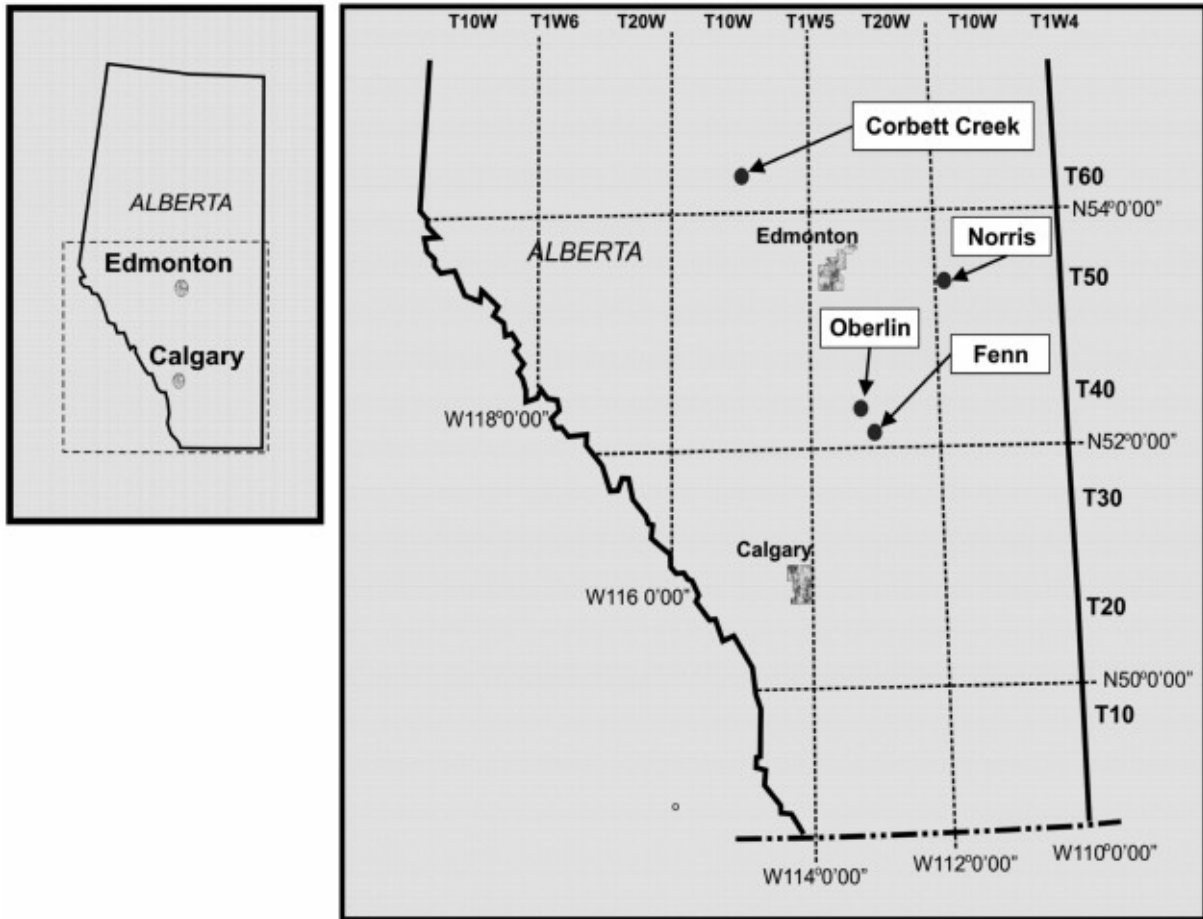 ALBERTA
Edmonton
Calgary
T10W T1W6 T20W T10W T1W5 T20W T10W T1W4
Corbett Creek
T60
N54º0'00"
ALBERTA
Edmonton
Norris
T50
Oberlin
Fenn
T40
W118º0'00"
N52º0'00"
T30
Calgary
W116 0'00"
T20
N50º0'00"
T10
W114º0'00"
W112º0'00"
W110º0'00"